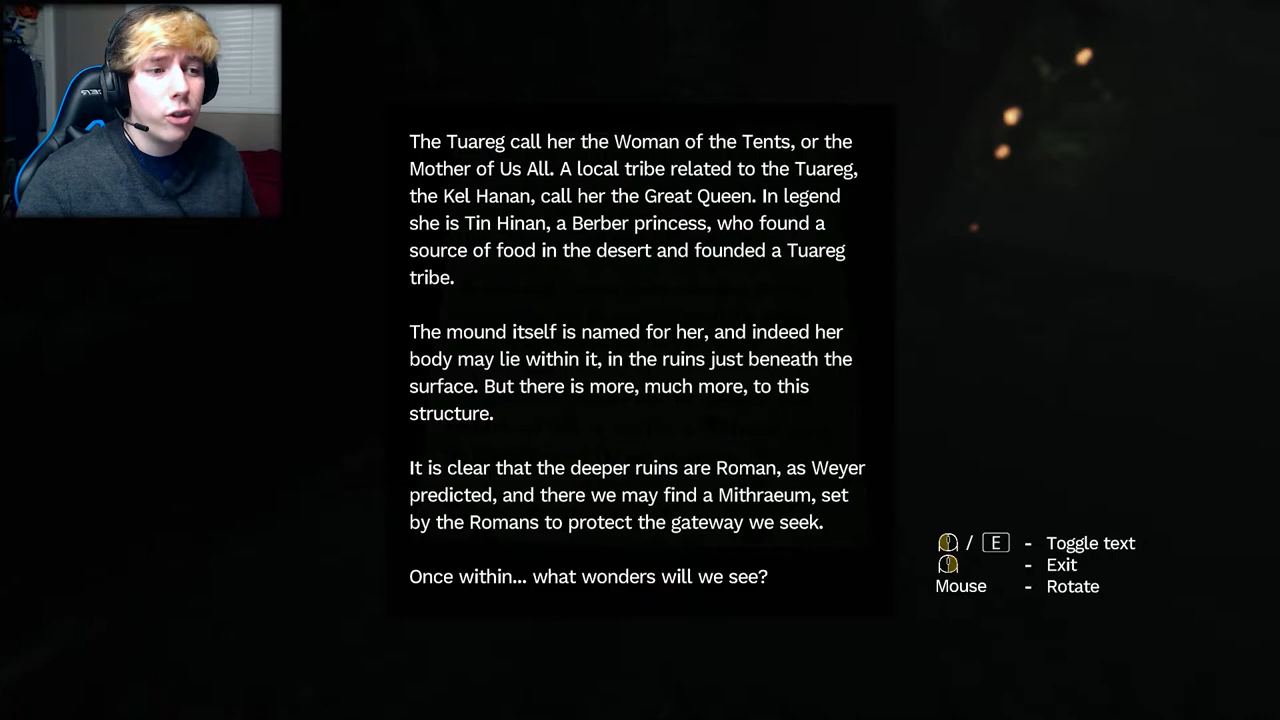 The Tuareg call her the Woman of the Tents, or the
Mother of Us All. A local tribe related to the Tuareg,
the Kel Hanan, call her the Great Queen. In legend
she is Tin Hinan, a Berber princess, who found a
source of food in the desert and founded a Tuareg
tribe.
The mound itself is named for her, and indeed her
body may lie within it, in the ruins just beneath the
surface. But there is more, much more, to this
structure.
It is clear that the deeper ruins are Roman, as Weyer
predicted, and there we may find a Mithraeum, set
by the Romans to protect the gateway we seek.
Once within... what wonders will we see?
/ E - Toggle text
- Exit
Mouse - Rotate